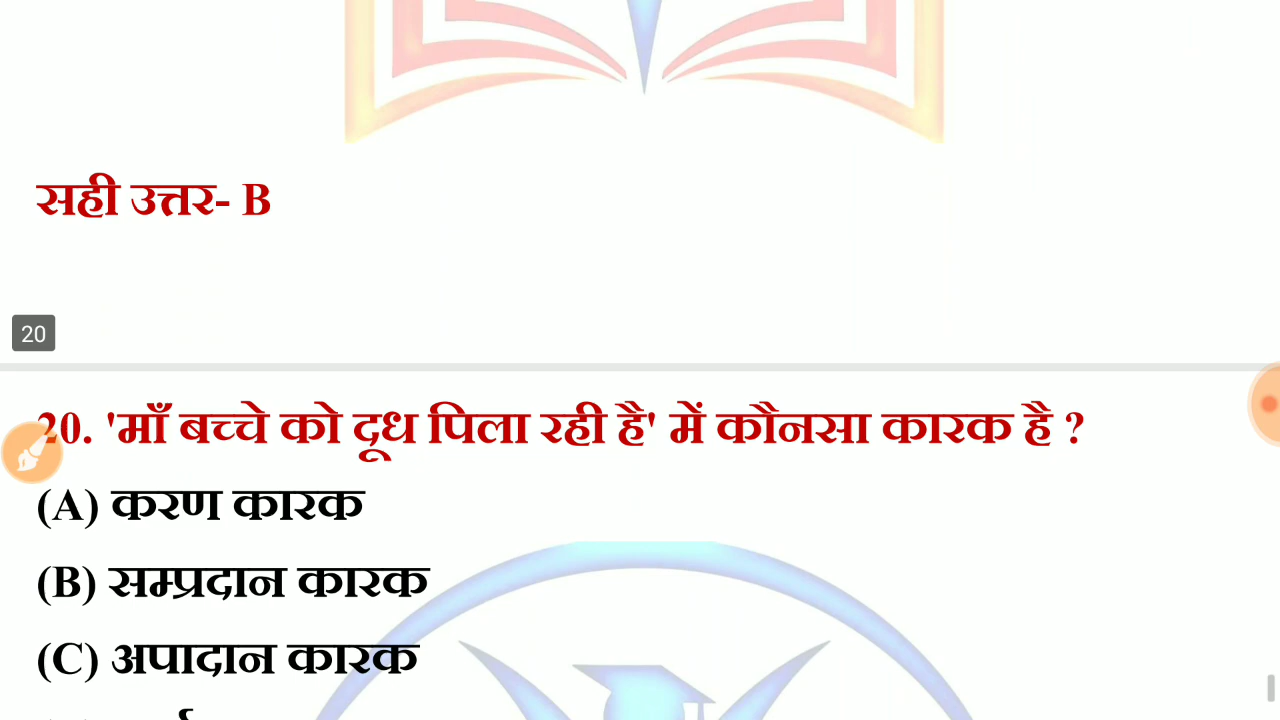 सही उत्तर- B
20
20. 'माँ बच्चे को दूध पिला रही है' में कौनसा कारक है ?
(A) करण कारक
(B) सम्प्रदान कारक
(C) अपादान कारक